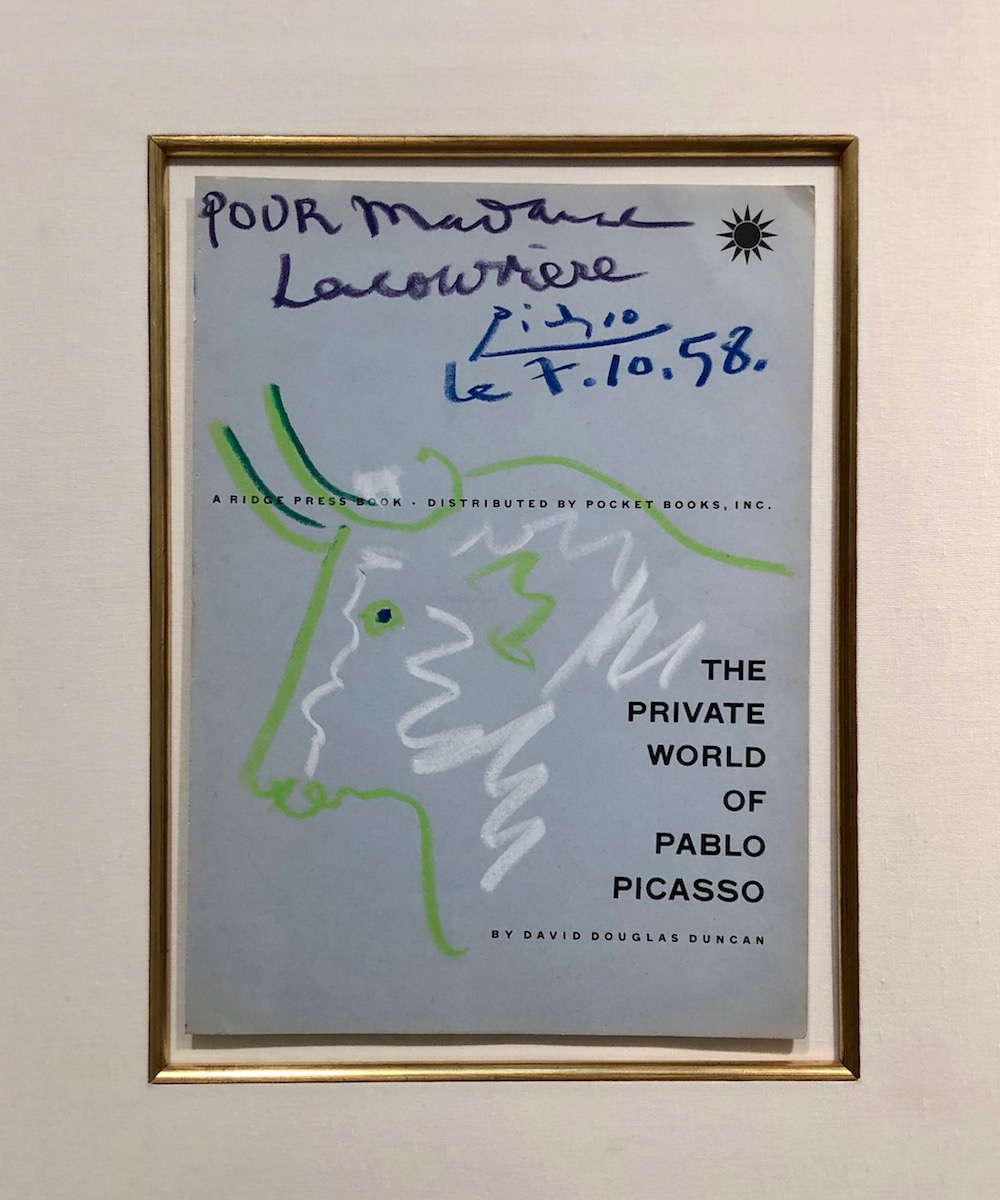 POUR Madame
Lacourière
Picasso
le 7.10.58.
A RIDGE PRESS BOOK · DISTRIBUTED BY POCKET BOOKS, INC.
THE
PRIVATE
WORLD
OF
PABLO
PICASSO
BY DAVID DOUGLAS DUNCAN